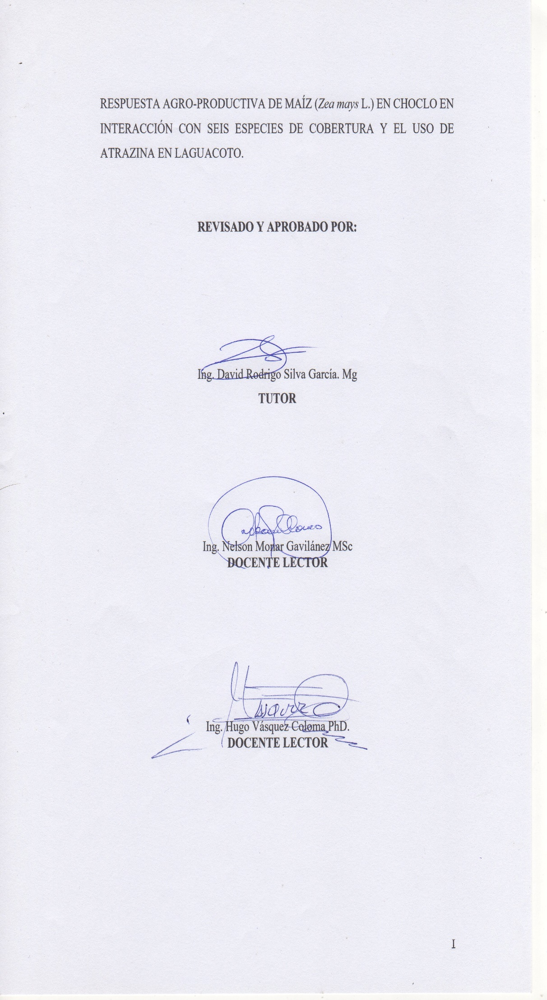 RESPUESTA AGRO-PRODUCTIVA DE MAÍZ (Zea mays L.) EN CHOCLO EN
INTERACCIÓN CON SEIS ESPECIES DE COBERTURA Y EL USO DE
ATRAZINA EN LAGUACOTO.
REVISADO Y APROBADO POR:
Ing. David Rodrigo Silva García. Mg
TUTOR
Ing. Nelson Monar Gavilánez MSc
DOCENTE LECTOR
Ing. Hugo Vásquez Coloma PhD.
DOCENTE LECTOR
I